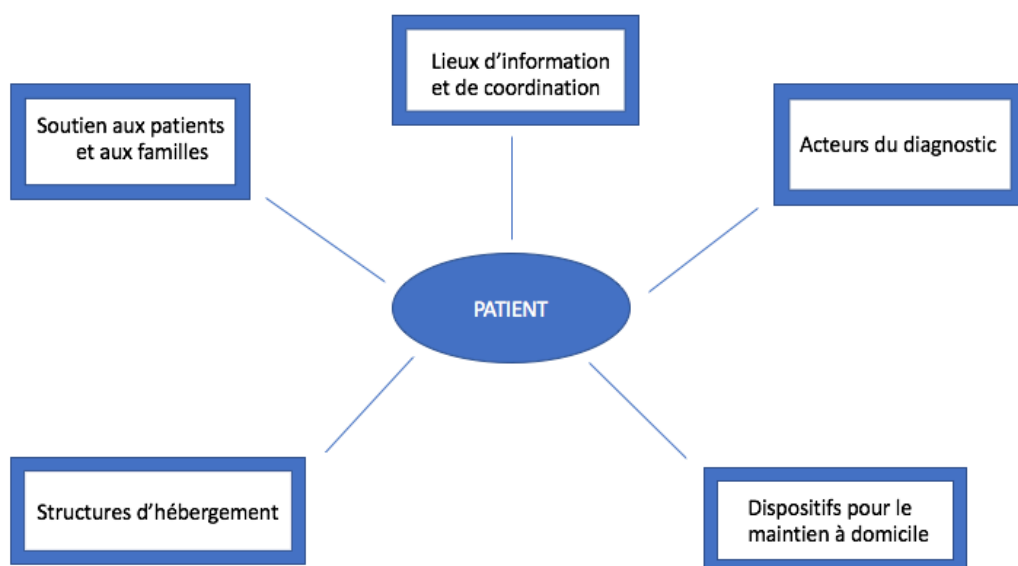 Lieux d’information
et de coordination
Soutien aux patients
et aux familles
Acteurs du diagnostic
PATIENT
Structures d’hébergement
Dispositifs pour le
maintien à domicile